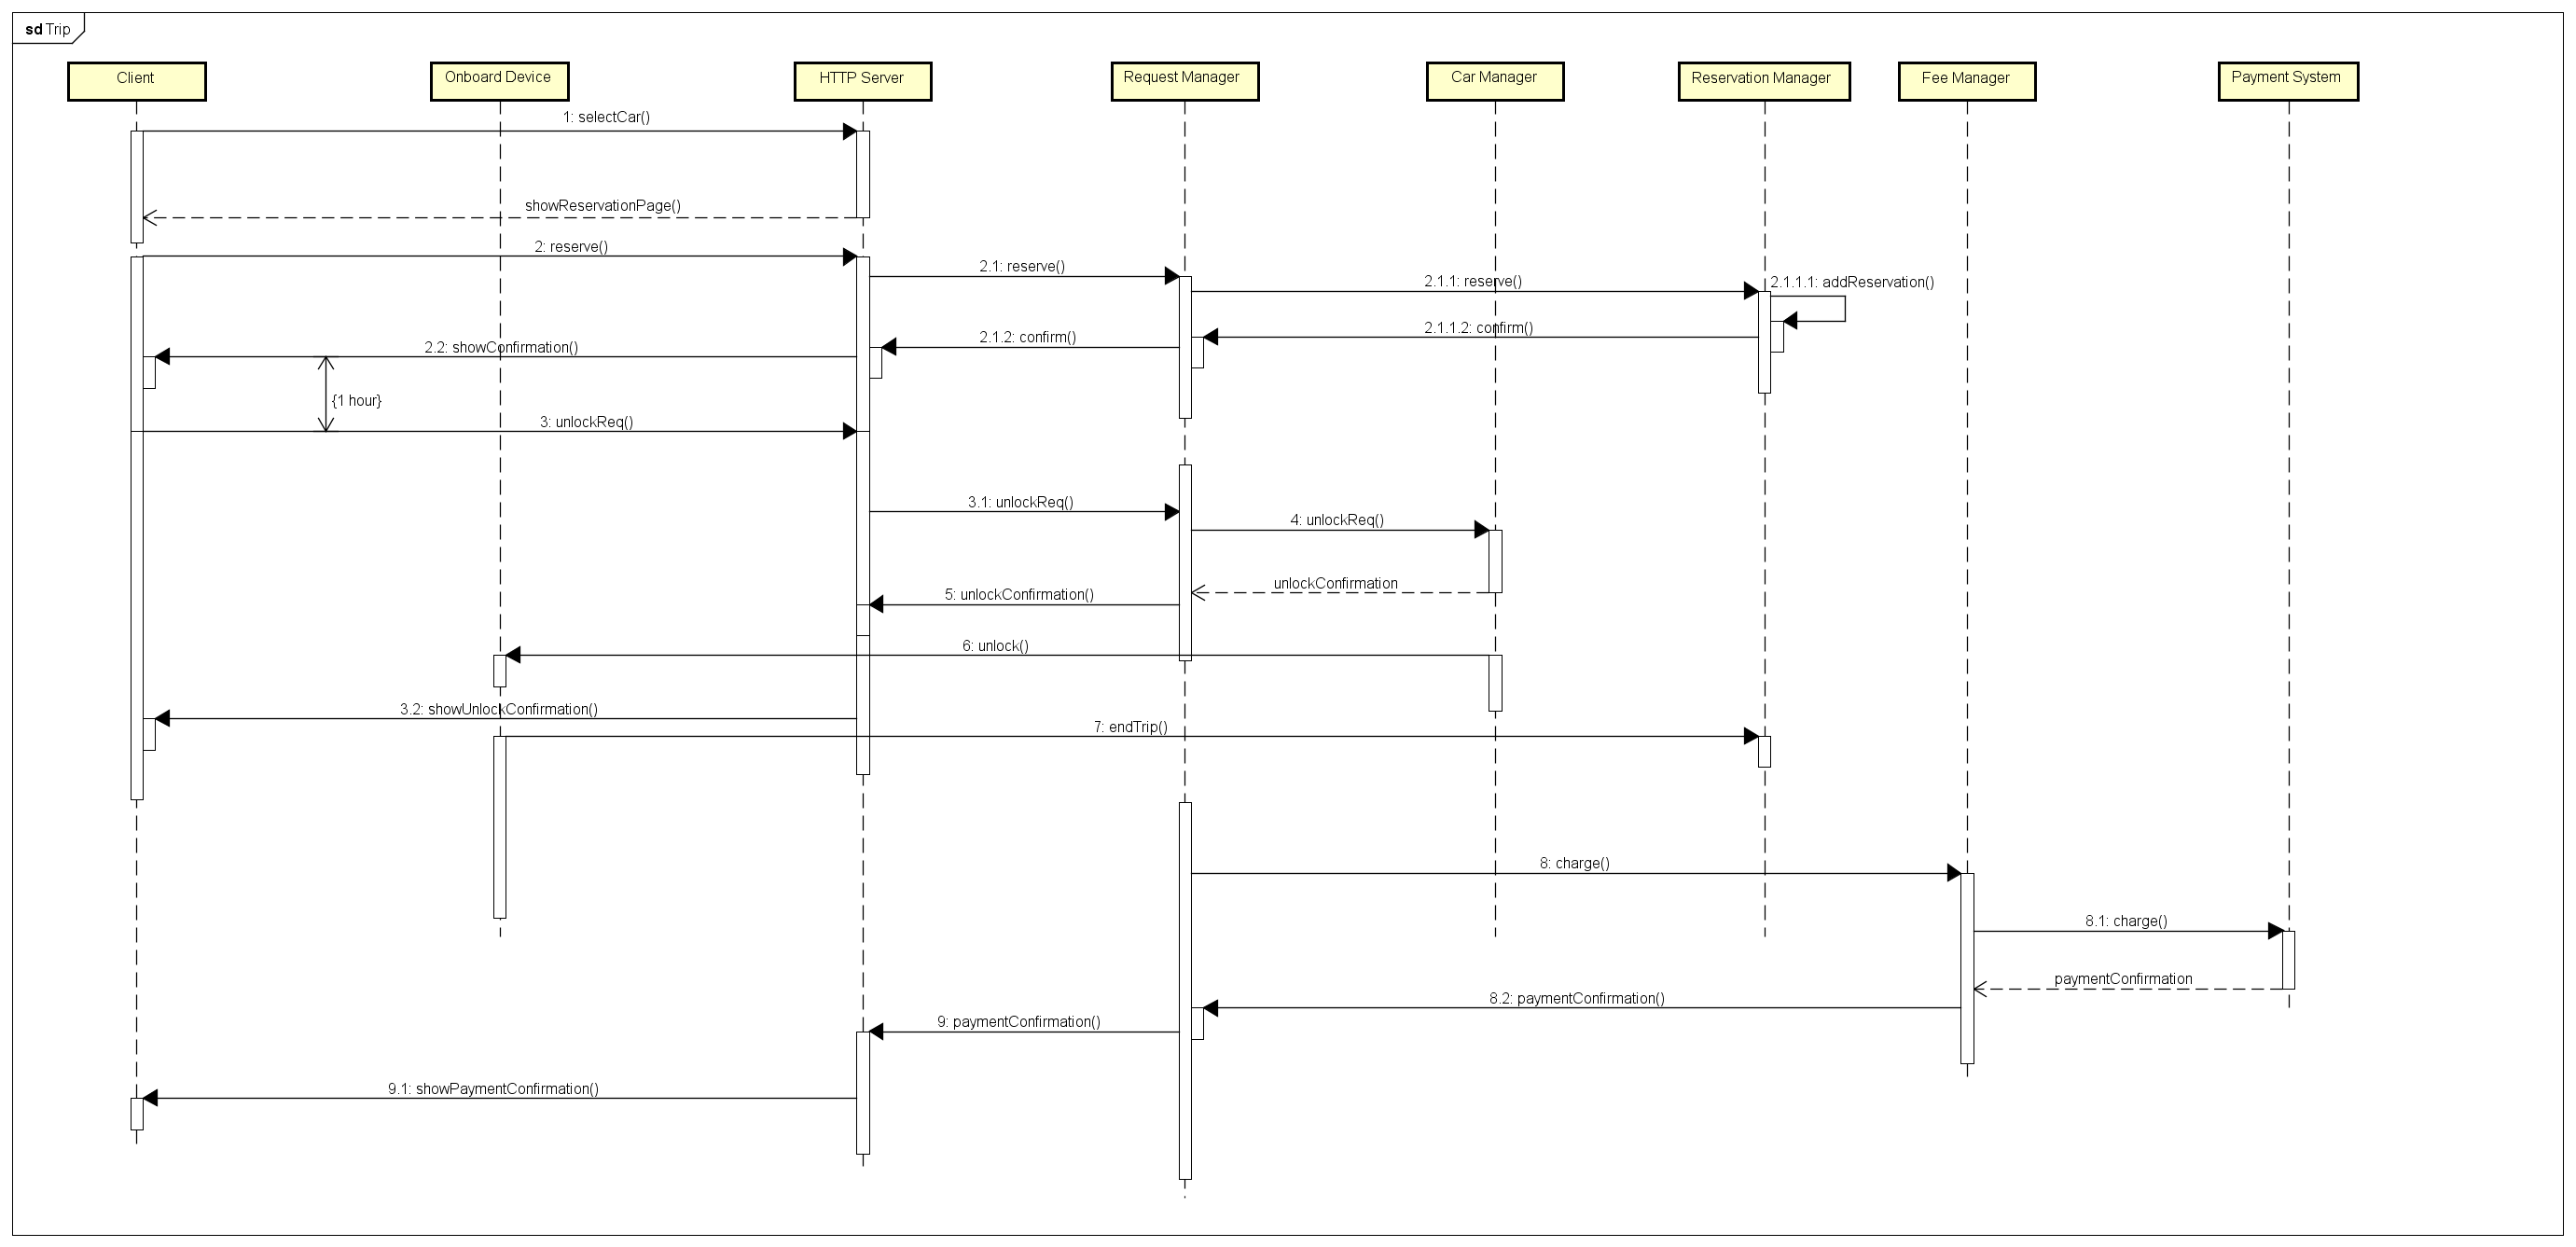 sd Trip
Client
Onboard Device
HTTP Server
Request Manager
Car Manager
Reservation Manager
Fee Manager
Payment System
1: selectCar()
showReservationPage()
2: reserve()
2.1: reserve()
2.1.1: reserve()
2.1.1.1: addReservation()
2.1.1.2: confirm()
2.1.2: confirm()
2.2: showConfirmation()
{1 hour}
3: unlockReq()
3.1: unlockReq()
4: unlockReq()
unlockConfirmation
5: unlockConfirmation()
6: unlock()
3.2: showUnlockConfirmation()
7: endTrip()
8: charge()
8.1: charge()
paymentConfirmation
8.2: paymentConfirmation()
9: paymentConfirmation()
9.1: showPaymentConfirmation()